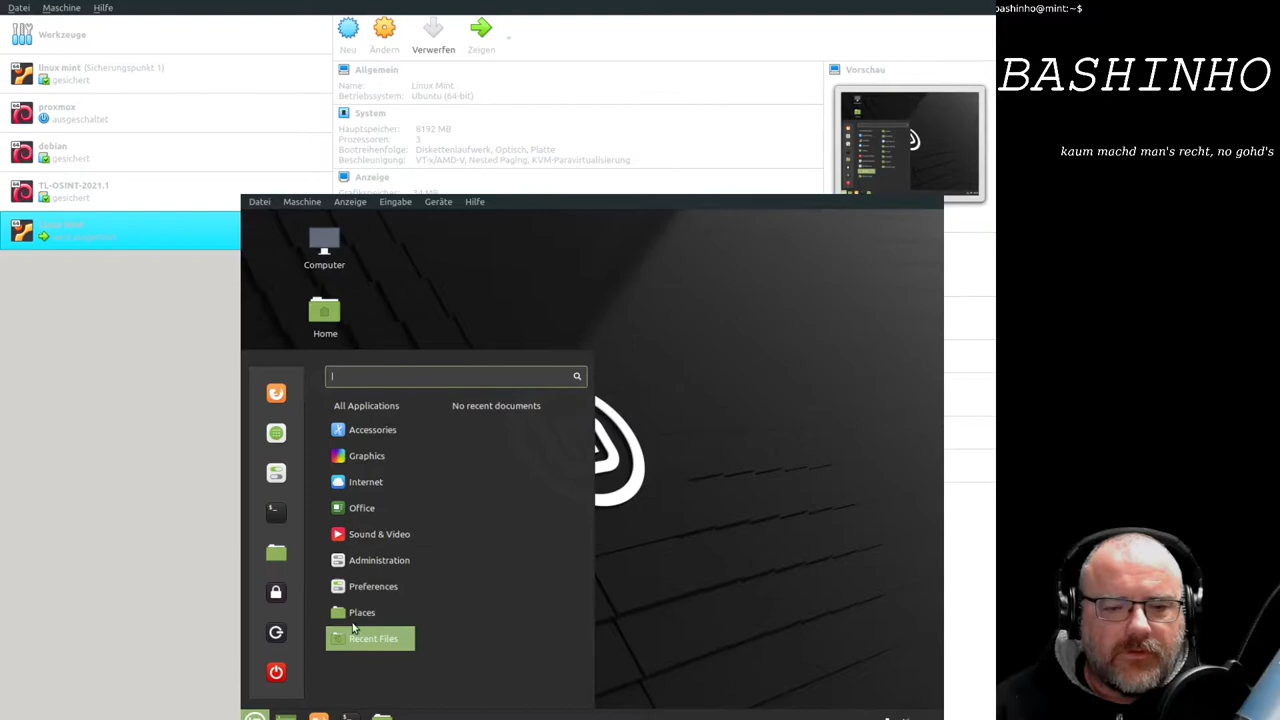 Datei Maschine Hilfe
bashinho@mint:~$
Werkzeuge
Neu Ändern Verwerfen Zeigen
BASHINHO
kaum machd man's recht, no gohd's
linux mint (Sicherungspunkt 1)
gesichert
proxmox
ausgeschaltet
debian
gesichert
TL-OSINT-2021.1
gesichert
Allgemein
Name: Linux Mint
Betriebssystem: Ubuntu (64-bit)
System
Hauptspeicher: 8192 MB
Prozessoren: 3
Bootreihenfolge: Diskettenlaufwerk, Optisch, Platte
Beschleunigung: VT-x/AMD-V, Nested Paging, KVM-Paravirtualisierung
Anzeige
Vorschau
Datei Maschine Anzeige Eingabe Geräte Hilfe
Computer
Home
All Applications
Accessories
Graphics
Internet
Office
Sound & Video
Administration
Preferences
Places
Recent Files
No recent documents